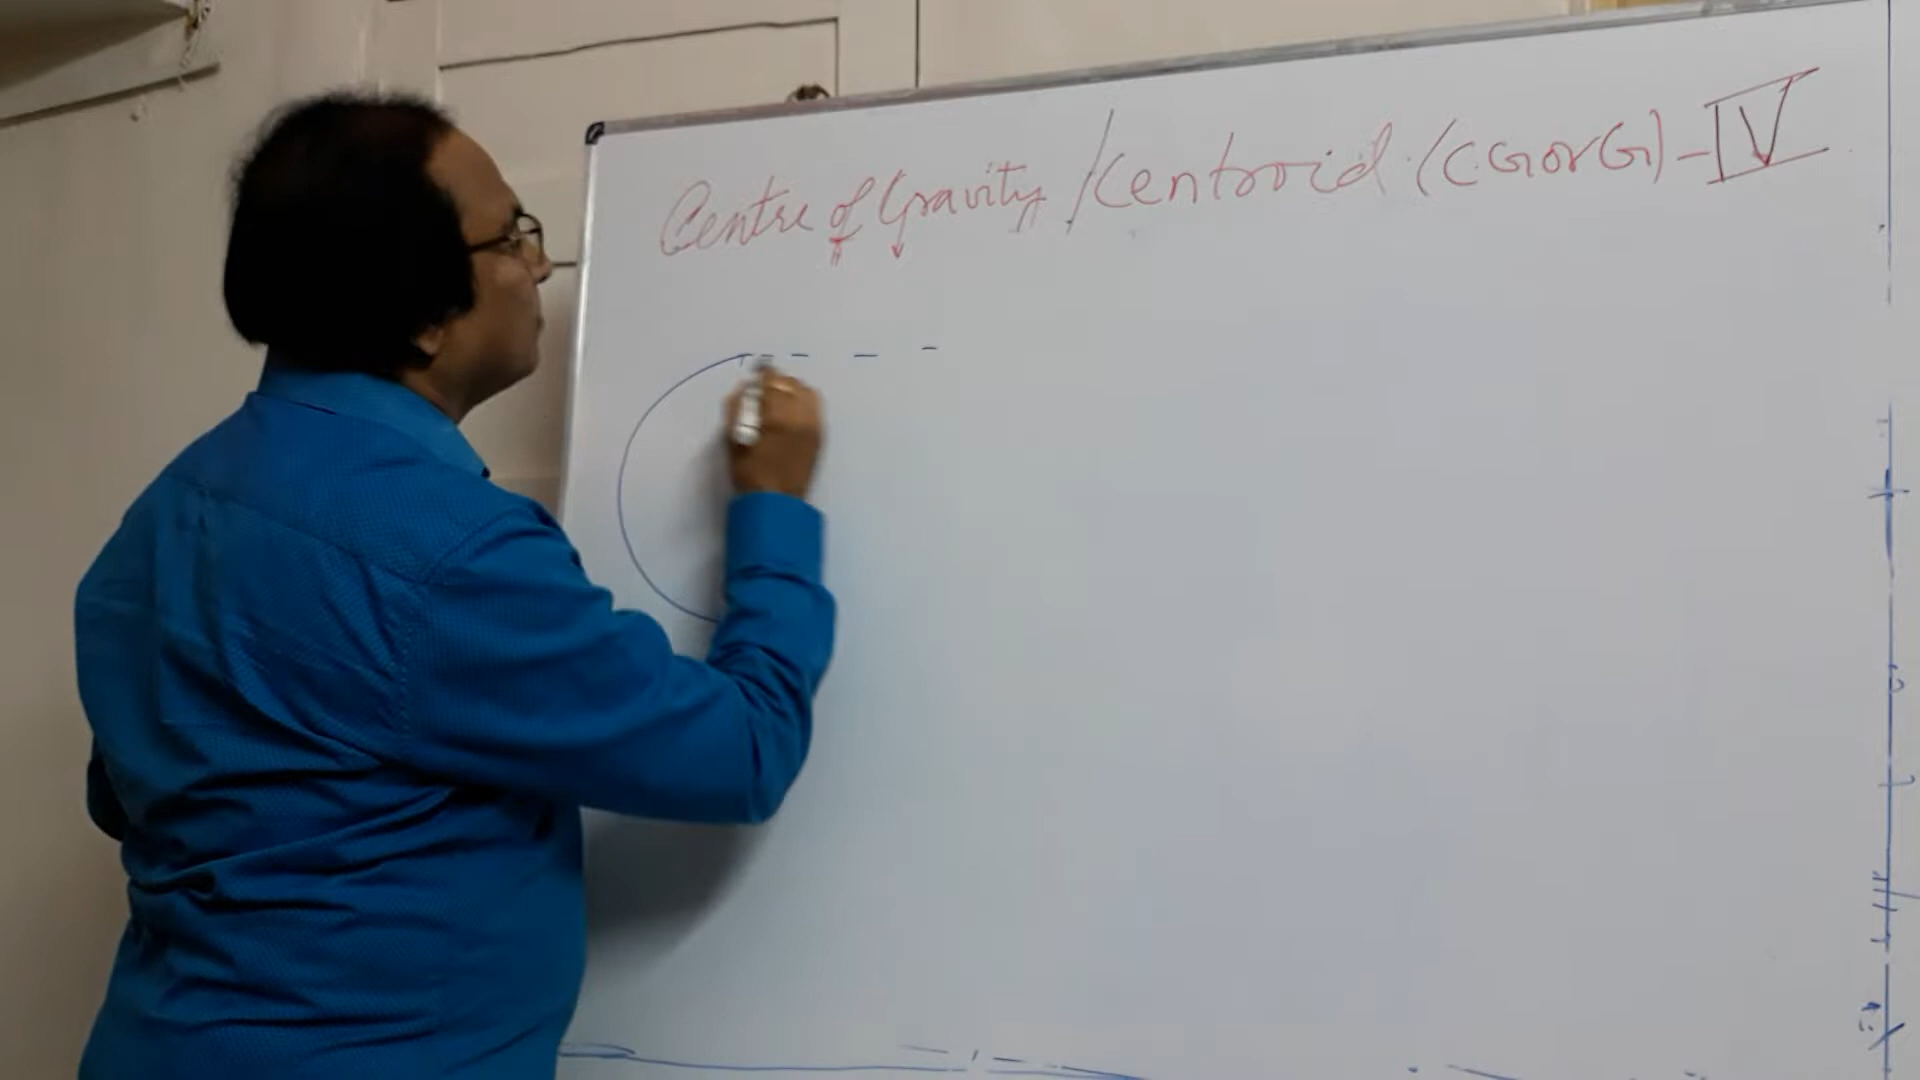 Centre of Gravity / Centroid (C.G or G) - IV